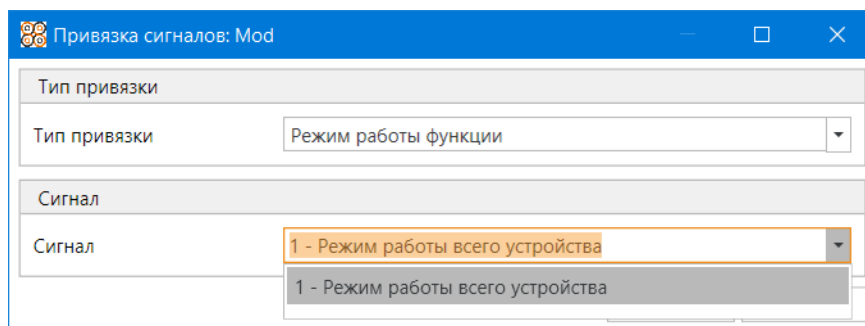 Привязка сигналов: Mod
Тип привязки
Тип привязки Режим работы функции
Сигнал
Сигнал 1 - Режим работы всего устройства
1 - Режим работы всего устройства